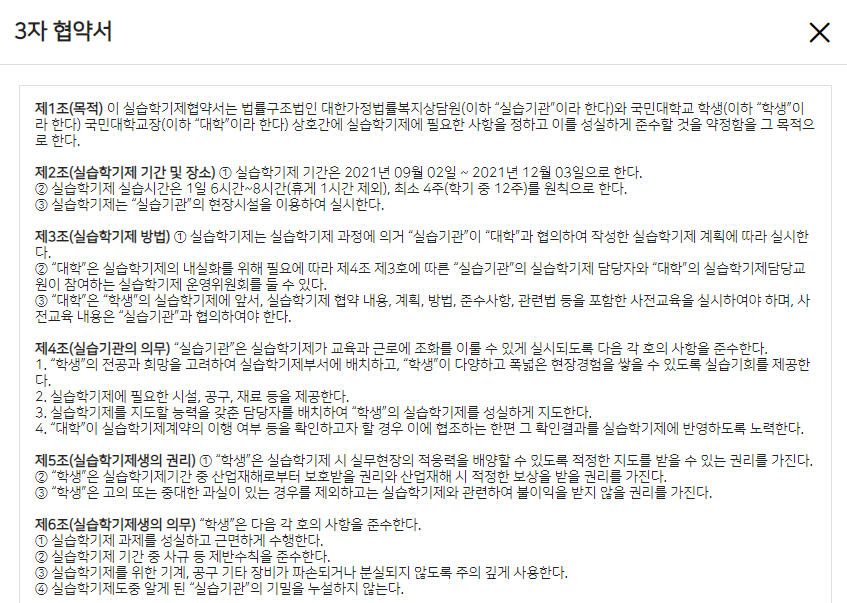 3자 협약서
제1조(목적) 이 실습학기제협약서는 법률구조법인 대한가정법률복지상담원(이하 “실습기관”이라 한다)와 국민대학교 학생(이하 “학생”이
라 한다) 국민대학교장(이하 “대학”이라 한다) 상호간에 실습학기제에 필요한 사항을 정하고 이를 성실하게 준수할 것을 약정함을 그 목적으
로 한다.
제2조(실습학기제 기간 및 장소) ① 실습학기제 기간은 2021년 09월 02일 ~ 2021년 12월 03일으로 한다.
② 실습학기제 실습시간은 1일 6시간~8시간(휴게 1시간 제외), 최소 4주(학기 중 12주)를 원칙으로 한다.
③ 실습학기제는 “실습기관”의 현장시설을 이용하여 실시한다.
제3조(실습학기제 방법) ① 실습학기제는 실습학기제 과정에 의거 “실습기관”이 “대학”과 협의하여 작성한 실습학기제 계획에 따라 실시한
다.
② “대학”은 실습학기제의 내실화를 위해 필요에 따라 제4조 제3호에 따른 “실습기관”의 실습학기제 담당자와 “대학”의 실습학기제담당교
원이 참여하는 실습학기제 운영위원회를 둘 수 있다.
③ “대학”은 “학생”의 실습학기제에 앞서, 실습학기제 협약 내용, 계획, 방법, 준수사항, 관련법 등을 포함한 사전교육을 실시하여야 하며, 사
전교육 내용은 “실습기관”과 협의하여야 한다.
제4조(실습기관의 의무) “실습기관”은 실습학기제가 교육과 근로에 조화를 이룰 수 있게 실시되도록 다음 각 호의 사항을 준수한다.
1. “학생”의 전공과 희망을 고려하여 실습학기제부서에 배치하고, “학생”이 다양하고 폭넓은 현장경험을 쌓을 수 있도록 실습기회를 제공한
다.
2. 실습학기제에 필요한 시설, 공구, 재료 등을 제공한다.
3. 실습학기제를 지도할 능력을 갖춘 담당자를 배치하여 “학생”의 실습학기제를 성실하게 지도한다.
4. “대학”이 실습학기제계약의 이행 여부 등을 확인하고자 할 경우 이에 협조하는 한편 그 확인결과를 실습학기제에 반영하도록 노력한다.
제5조(실습학기제생의 권리) ① “학생”은 실습학기제 시 실무현장의 적응력을 배양할 수 있도록 적정한 지도를 받을 수 있는 권리를 가진다.
② “학생”은 실습학기제기간 중 산업재해로부터 보호받을 권리와 산업재해 시 적정한 보상을 받을 권리를 가진다.
③ “학생”은 고의 또는 중대한 과실이 있는 경우를 제외하고는 실습학기제와 관련하여 불이익을 받지 않을 권리를 가진다.
제6조(실습학기제생의 의무) “학생”은 다음 각 호의 사항을 준수한다.
① 실습학기제 과제를 성실하고 근면하게 수행한다.
② 실습학기제 기간 중 사규 등 제반수칙을 준수한다.
③ 실습학기제를 위한 기계, 공구 기타 장비가 파손되거나 분실되지 않도록 주의 깊게 사용한다.
④ 실습학기제도중 알게 된 “실습기관”의 기밀을 누설하지 않는다.